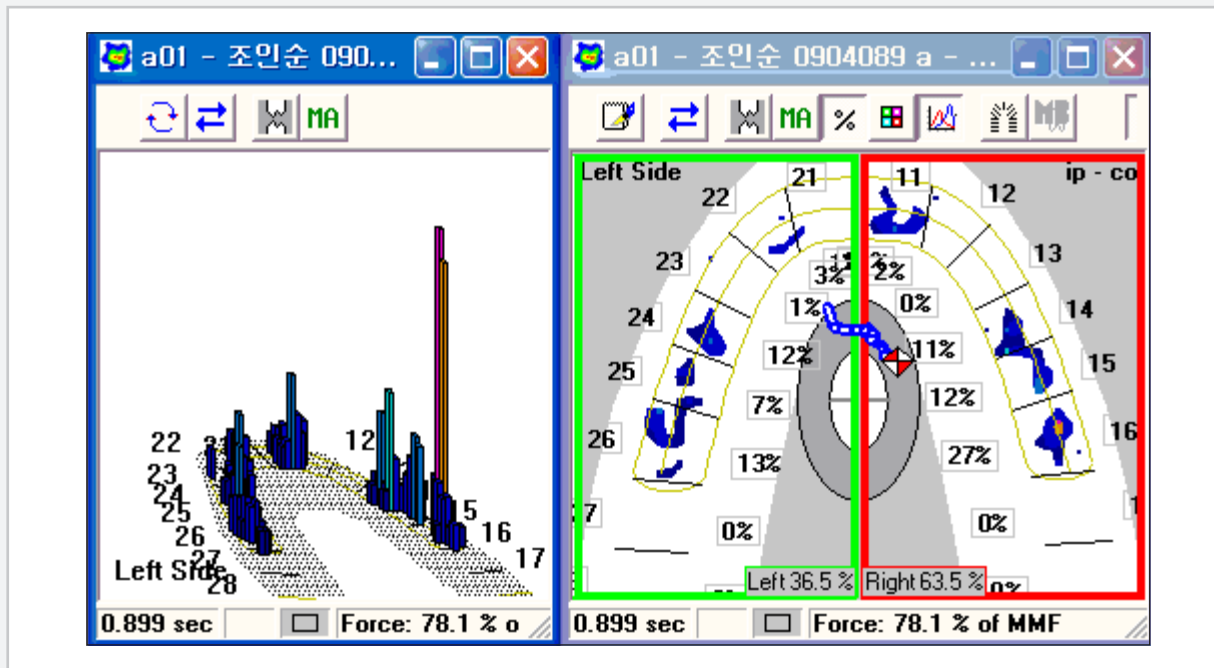 a01 - 조인순 090...
MA
22
12
23
24
25
26
27
28
15
16
17
Left Side
0.899 sec
Force: 78.1 % o
a01 - 조인순 0904089 a - ...
MA %
Left Side
21
11
ip - co
22
12
23
13
3%
2%
24
1%
0%
14
25
12%
11%
15
7%
12%
26
13%
27%
16
0%
0%
Left 36.5 %
Right 63.5 %
0%
0.899 sec
Force: 78.1 % of MMF